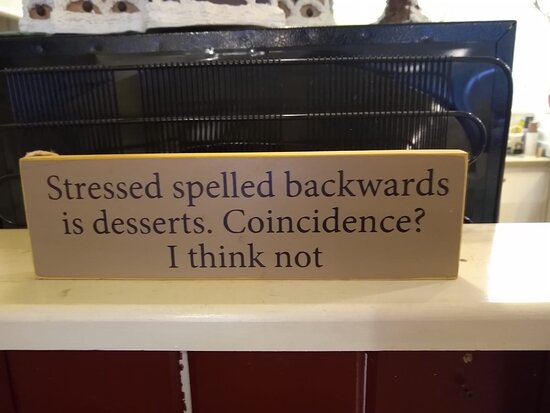 Stressed spelled backwards
is desserts. Coincidence?
I think not